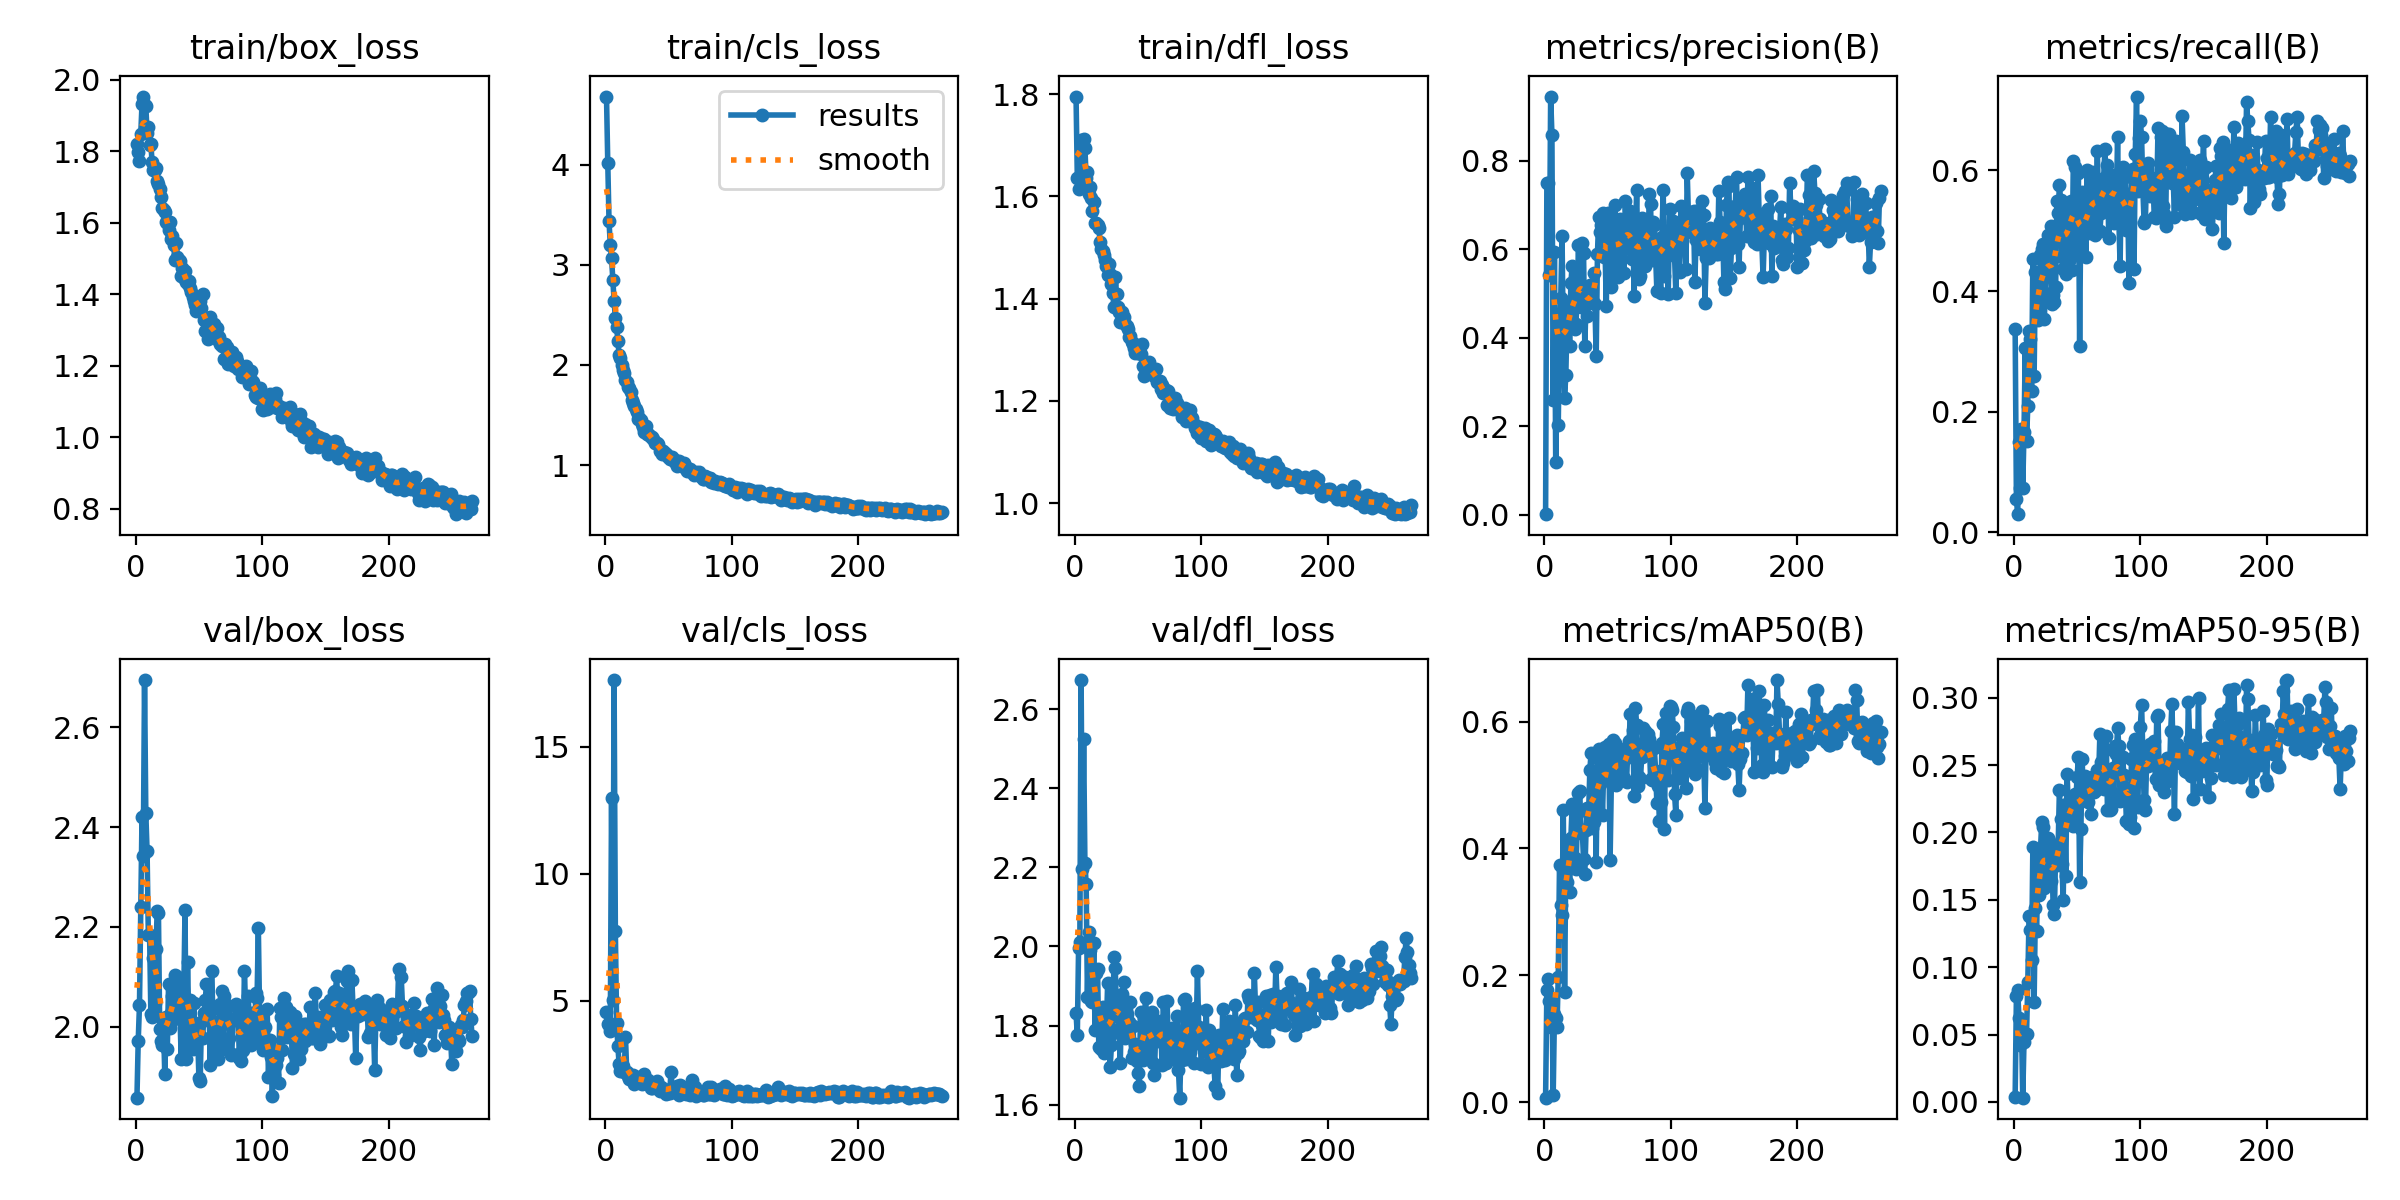 train/box_loss
2.0
1.8
1.6
1.4
1.2
1.0
0.8
0 100 200
train/cls_loss
results
smooth
4
3
2
1
0 100 200
train/dfl_loss
1.8
1.6
1.4
1.2
1.0
0 100 200
metrics/precision(B)
0.8
0.6
0.4
0.2
0.0
0 100 200
metrics/recall(B)
0.6
0.4
0.2
0.0
0 100 200
val/box_loss
2.6
2.4
2.2
2.0
0 100 200
val/cls_loss
15
10
5
0 100 200
val/dfl_loss
2.6
2.4
2.2
2.0
1.8
1.6
0 100 200
metrics/mAP50(B)
0.6
0.4
0.2
0.0
0 100 200
metrics/mAP50-95(B)
0.30
0.25
0.20
0.15
0.10
0.05
0.00
0 100 200